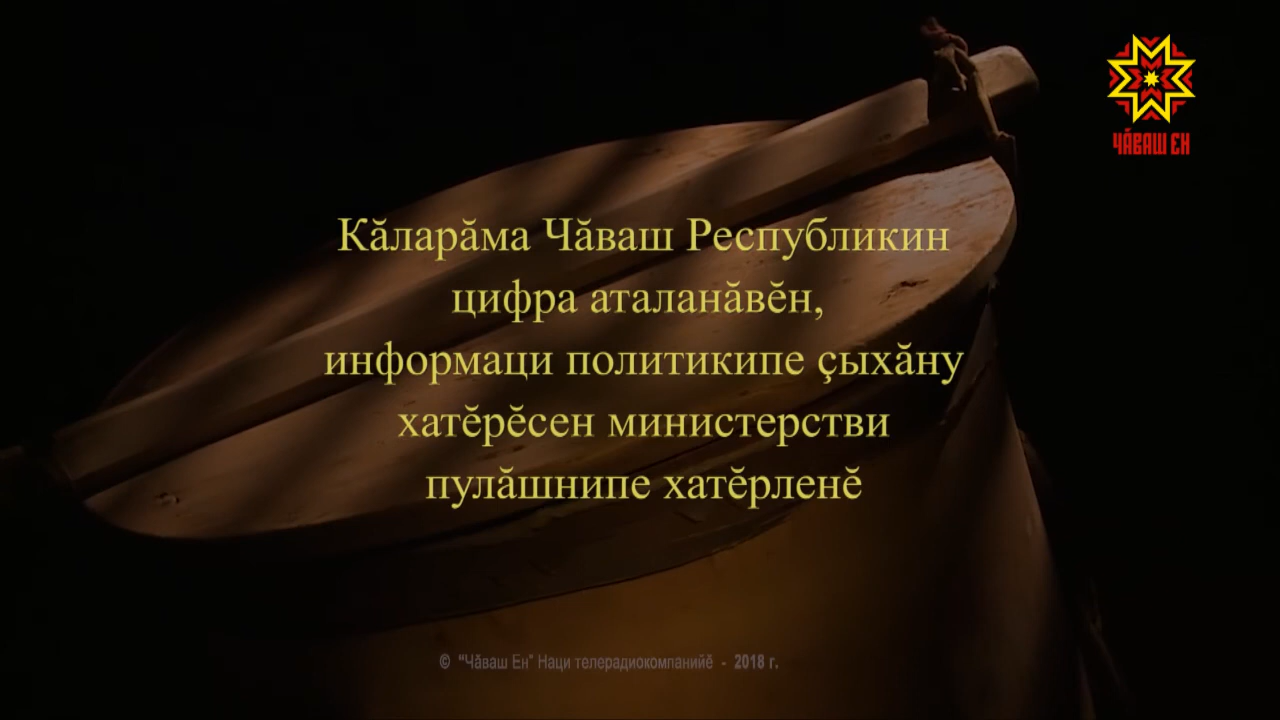 ЧӐВАШ ЕН
Кӑларӑма Чӑваш Республикин
цифра аталанӑвӗн,
информаци политикипе ҫыхӑну
хатӗрӗсен министерстви
пулӑшнипе хатӗрленӗ
© "Чӑваш Ен" Наци телерадиокомпанийӗ - 2018 г.